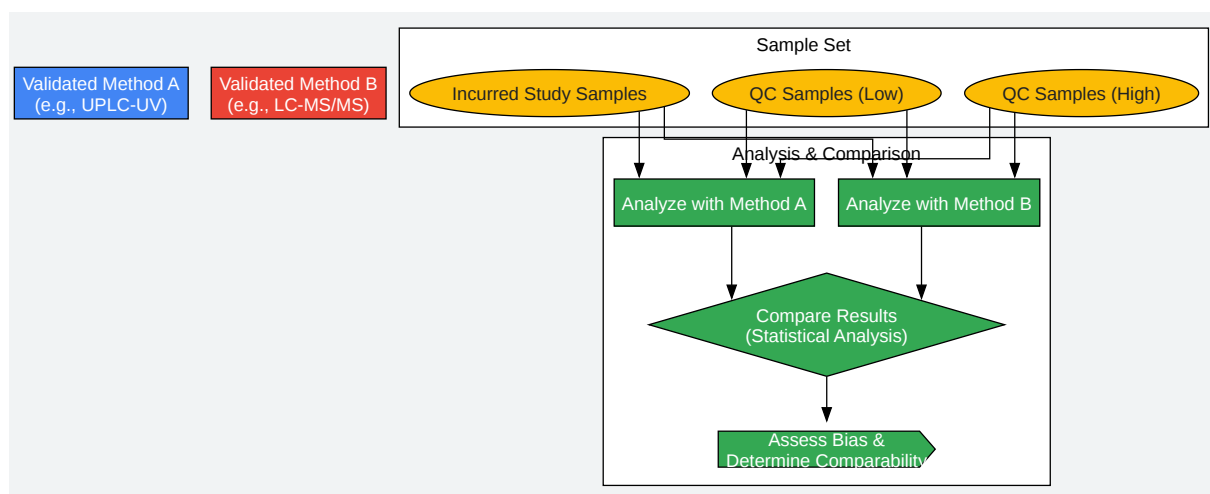 Sample Set
Validated Method A
(e.g., UPLC-UV)
Validated Method B
(e.g., LC-MS/MS)
Incurred Study Samples
QC Samples (Low)
QC Samples (High)
Analysis & Comparison
Analyze with Method A
Analyze with Method B
Compare Results
(Statistical Analysis)
Assess Bias &
Determine Comparability